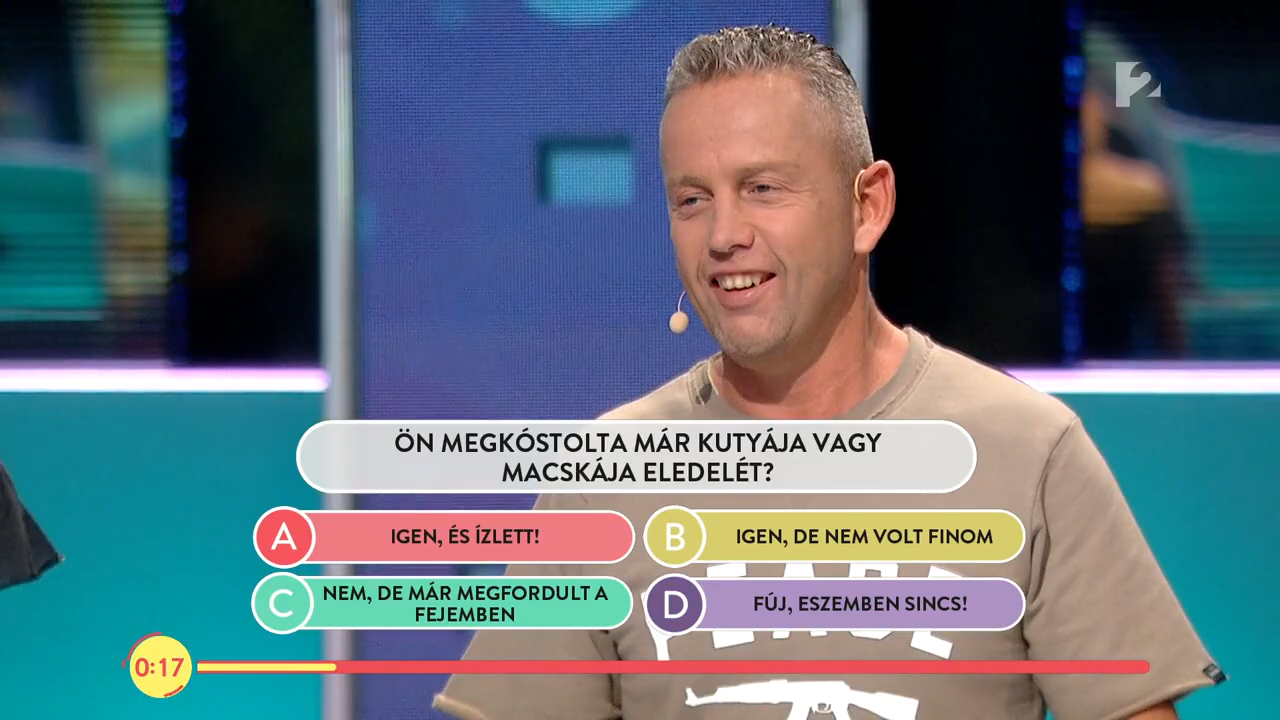 2
ÖN MEGKÓSTOLTA MÁR KUTYÁJA VAGY
MACSKÁJA ELEDELÉT?
A IGEN, ÉS ÍZLETT!
B IGEN, DE NEM VOLT FINOM
C NEM, DE MÁR MEGFORDULT A
FEJEMBEN
D FÚJ, ESZEMBEN SINCS!
PEACE
0:17